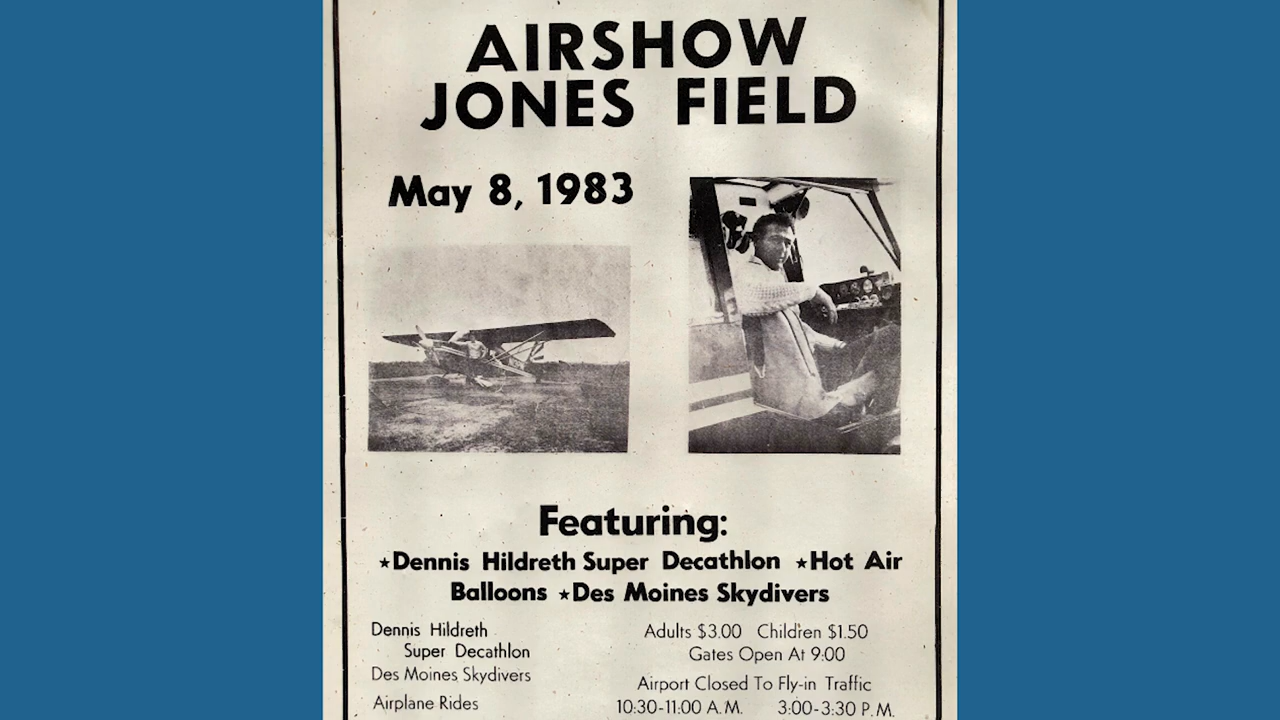 AIRSHOW
JONES FIELD
May 8, 1983
Featuring:
★Dennis Hildreth Super Decathlon ★Hot Air
Balloons ★Des Moines Skydivers
Dennis Hildreth
Super Decathlon
Des Moines Skydivers
Airplane Rides
Adults $3.00 Children $1.50
Gates Open At 9:00
Airport Closed To Fly-in Traffic
10:30-11:00 A.M. 3:00-3:30 P.M.